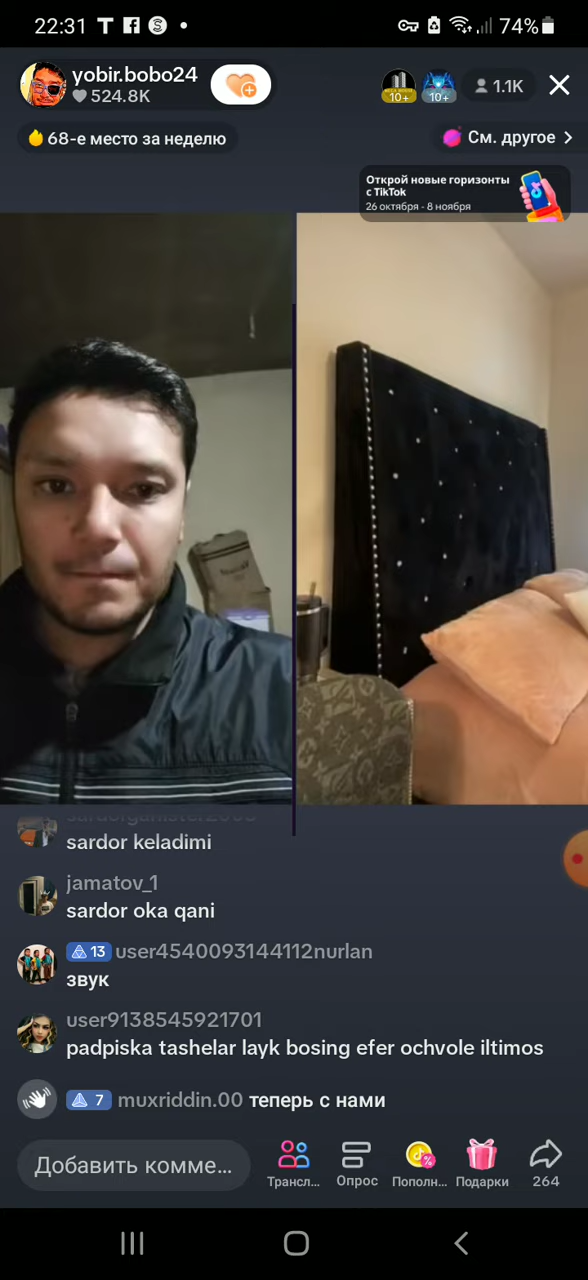 22:31
74%
yobir.bobo24
524.8K
10+
10+
1.1K
68-е место за неделю
См. другое
Открой новые горизонты
с TikTok
26 октября - 8 ноября
sardor keladimi
jamatov_1
sardor oka qani
13 user4540093144112nurlan
звук
user9138545921701
padpiska tashelar layk bosing efer ochvole iltimos
7 muxriddin.00 теперь с нами
Добавить комме...
Трансл...
Опрос
Пополн...
Подарки
264